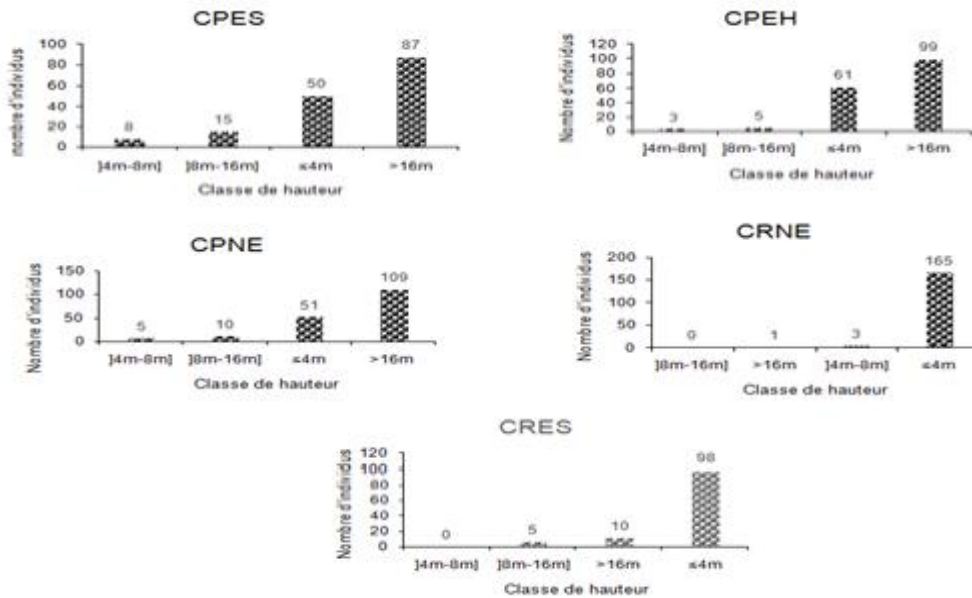 CPES
nombre d'individus
100
80
60
40
20
0
8
15
50
87
]4m-8m]
]8m-16m]
≤4m
>16m
Classe de hauteur
CPEH
Nombre d'individus
120
100
80
60
40
20
0
3
5
61
99
]4m-8m]
]8m-16m]
≤4m
>16m
Classe de hauteur
CPNE
Nombre d'individus
150
100
50
0
5
10
51
109
]4m-8m]
]8m-16m]
≤4m
>16m
Classe de hauteur
CRNE
Nombre d'individus
200
150
100
50
0
0
1
3
165
]8m-16m]
>16m
]4m-8m]
≤4m
Classe de hauteur
CRES
Nombre d'individus
120
100
80
60
40
20
0
0
5
10
98
]4m-8m]
]8m-16m]
>16m
≤4m
Classe de hauteur